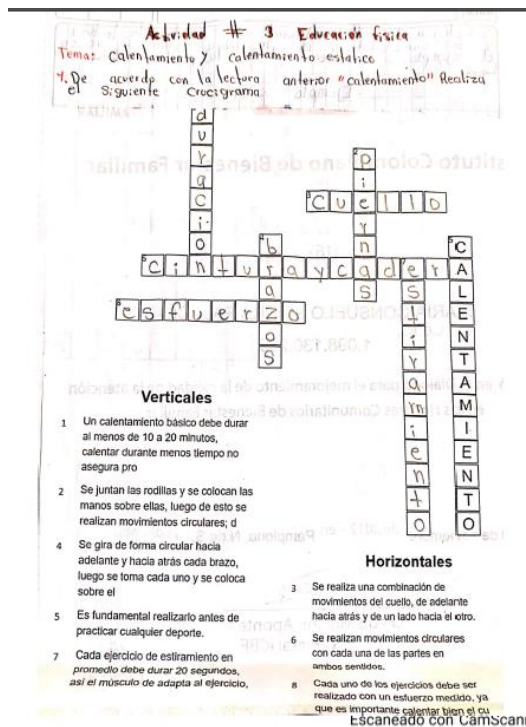 Actividad # 3 Educación física
Tema: Calentamiento y calentamiento estatico
1. De acuerdo con la lectura anterior "calentamiento" Realiza
el Siguiente Crucigrama
duración
piernas
Cuello
brazos
CALENTAMIENTO
Cinturaycader
estiramiento
esfuerzo
Verticales
1 Un calentamiento básico debe durar
al menos de 10 a 20 minutos,
calentar durante menos tiempo no
asegura pro
2 Se juntan las rodillas y se colocan las
manos sobre ellas, luego de esto se
realizan movimientos circulares; d
4 Se gira de forma circular hacia
adelante y hacia atrás cada brazo,
luego se toma cada uno y se coloca
sobre el
5 Es fundamental realizarlo antes de
practicar cualquier deporte.
7 Cada ejercicio de estiramiento en
promedio debe durar 20 segundos,
así el músculo de adapta al ejercicio,
Horizontales
3 Se realiza una combinación de
movimientos del cuello, de adelante
hacia atrás y de un lado hacia el otro.
6 Se realizan movimientos circulares
con cada una de las partes en
ambos sentidos.
8 Cada uno de los ejercicios debe ser
realizado con un esfuerzo medido, ya
que es importante calentar bien el cu
Escaneado con CamScann